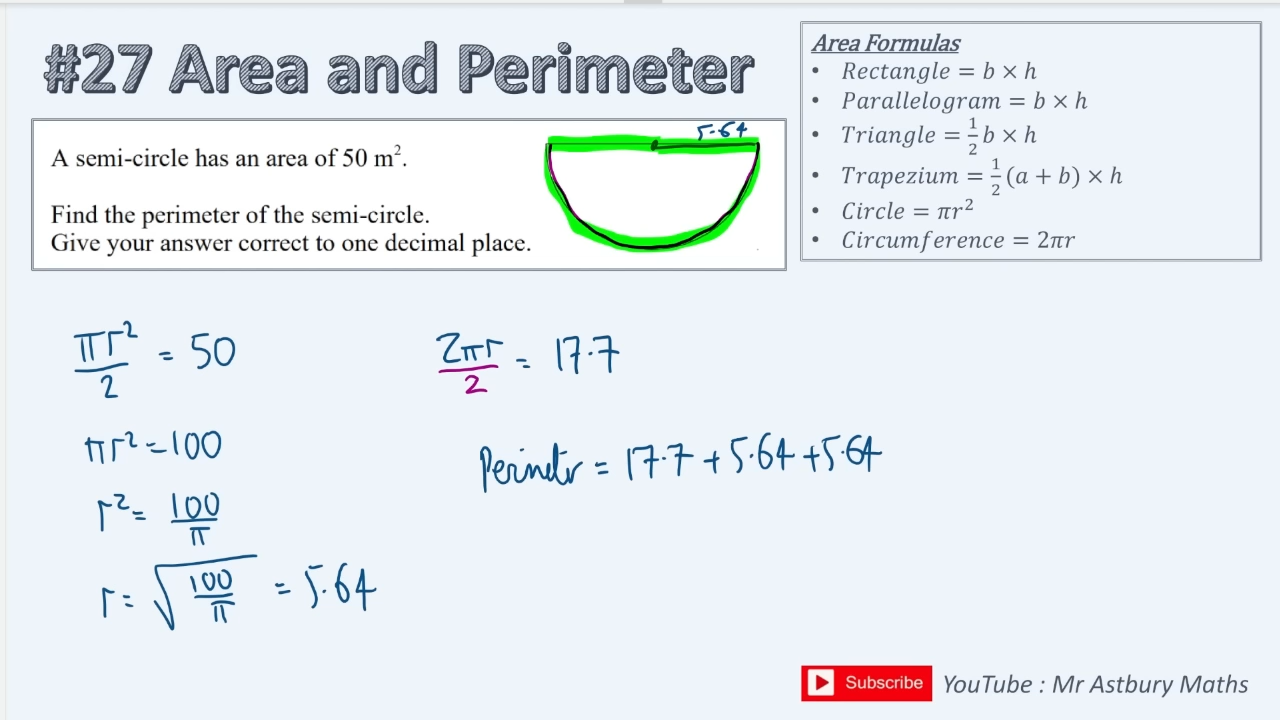 #27 Area and Perimeter
A semi-circle has an area of 50 m².
Find the perimeter of the semi-circle.
Give your answer correct to one decimal place.
5.64
Area Formulas
• Rectangle = b × h
• Parallelogram = b × h
• Triangle = 1/2 b × h
• Trapezium = 1/2 (a + b) × h
• Circle = πr²
• Circumference = 2πr
πr²/2 = 50
πr² = 100
r² = 100/π
r = √(100/π) = 5.64
2πr/2 = 17.7
Perimetr = 17.7 + 5.64 + 5.64
Subscribe
YouTube : Mr Astbury Maths